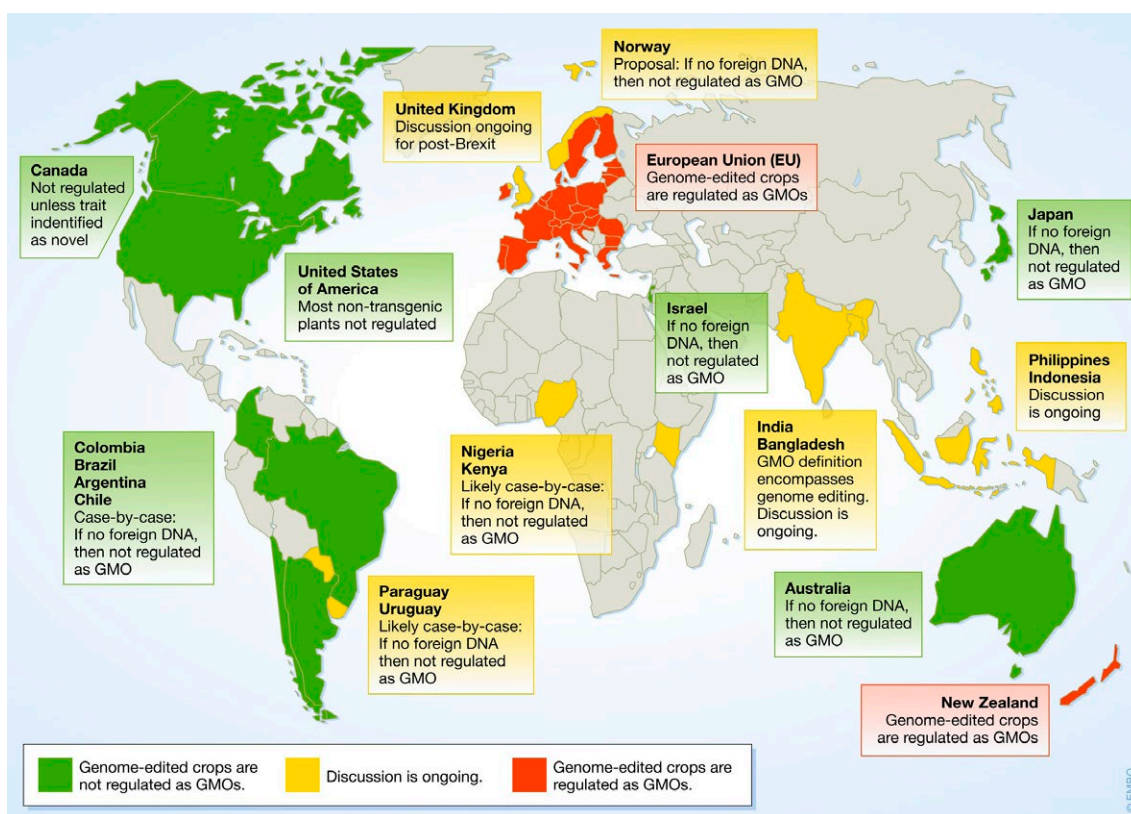 Norway
Proposal: If no foreign DNA,
then not regulated as GMO
United Kingdom
Discussion ongoing
for post-Brexit
European Union (EU)
Genome-edited crops
are regulated as GMOs
Canada
Not regulated
unless trait
indentified
as novel
United States
of America
Most non-transgenic
plants not regulated
Japan
If no foreign
DNA, then
not regulated
as GMO
Israel
If no foreign
DNA, then
not regulated
as GMO
Philippines
Indonesia
Discussion
is ongoing
Colombia
Brazil
Argentina
Chile
Case-by-case:
If no foreign DNA,
then not regulated
as GMO
Nigeria
Kenya
Likely case-by-case:
If no foreign DNA,
then not regulated
as GMO
India
Bangladesh
GMO definition
encompasses
genome editing.
Discussion is
ongoing.
Paraguay
Uruguay
Likely case-by-case:
If no foreign DNA
then not regulated
as GMO
Australia
If no foreign DNA,
then not regulated
as GMO
New Zealand
Genome-edited crops
are regulated as GMOs
Genome-edited crops are
not regulated as GMOs.
Discussion is ongoing.
Genome-edited crops are
regulated as GMOs.
© EMBO